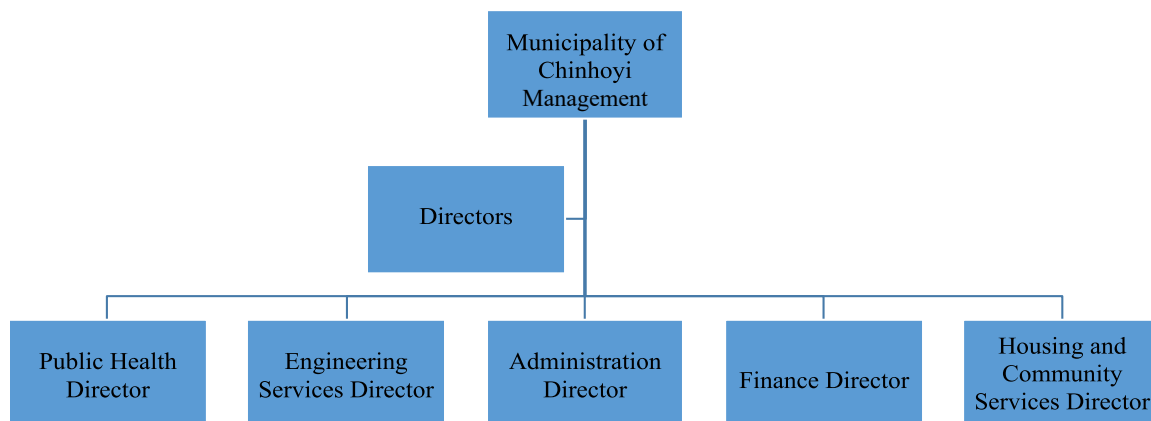 Municipality of
Chinhoyi
Management
Directors
Public Health
Director
Engineering
Services Director
Administration
Director
Finance Director
Housing and
Community
Services Director